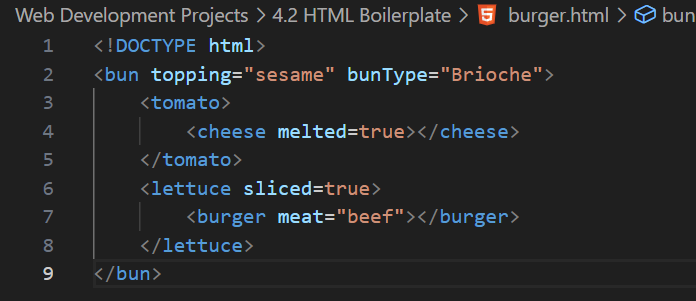 Web Development Projects > 4.2 HTML Boilerplate > burger.html > bun
1 <!DOCTYPE html>
2 <bun topping="sesame" bunType="Brioche">
3     <tomato>
4         <cheese melted=true></cheese>
5     </tomato>
6     <lettuce sliced=true>
7         <burger meat="beef"></burger>
8     </lettuce>
9 </bun>